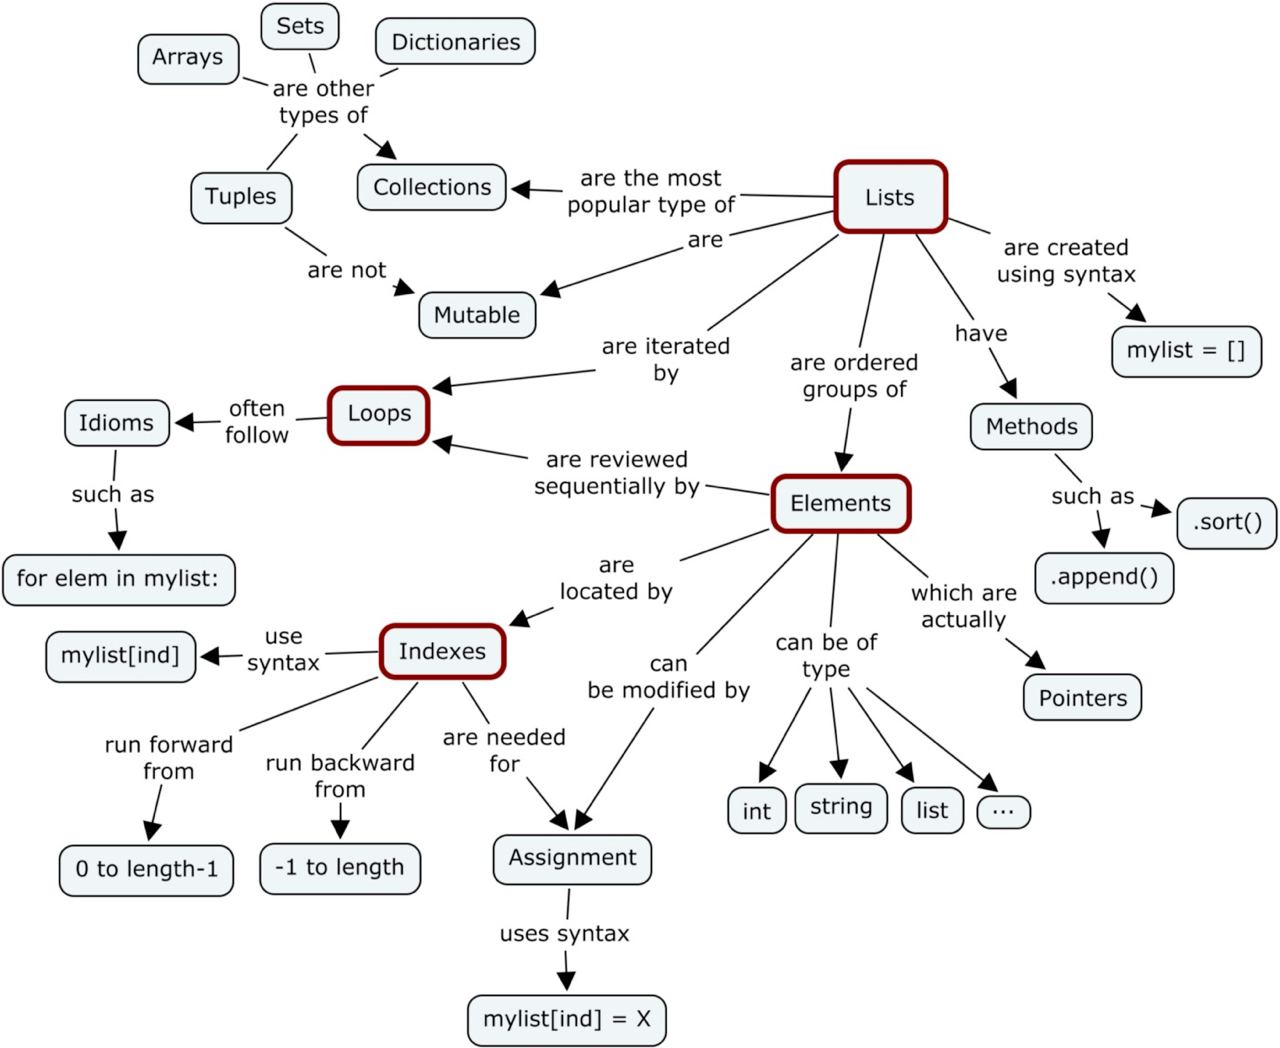 Sets
Arrays
Dictionaries
are other
types of
Tuples
Collections
are the most
popular type of
Lists
are
are not
Mutable
are created
using syntax
mylist = []
have
are iterated
by
are ordered
groups of
Idioms
often
follow
Loops
Methods
such as
are reviewed
sequentially by
Elements
such as
.sort()
.append()
for elem in mylist:
are
located by
which are
actually
mylist[ind]
use
syntax
Indexes
can
be modified by
can be of
type
Pointers
run forward
from
run backward
from
are needed
for
int
string
list
...
0 to length-1
-1 to length
Assignment
uses syntax
mylist[ind] = X